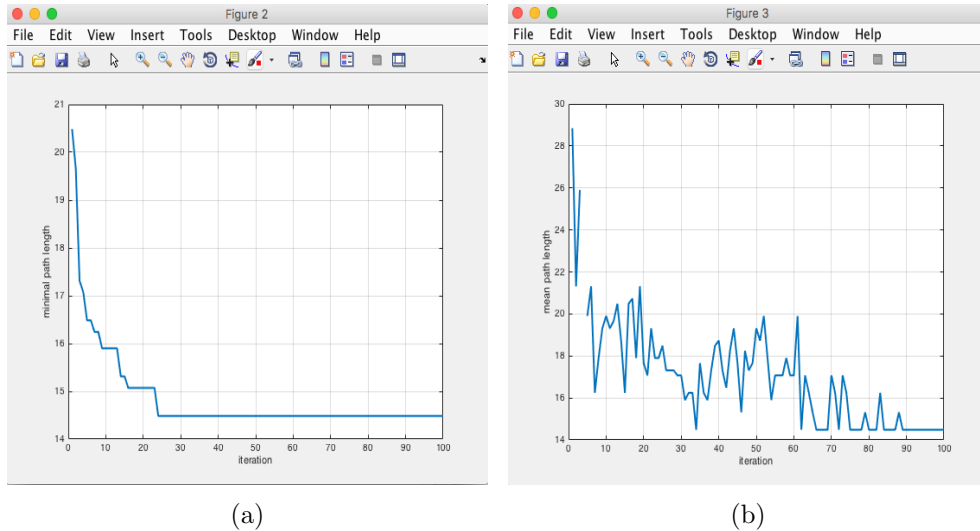 Figure 2
File Edit View Insert Tools Desktop Window Help
21
20
19
18
17
16
15
14
minimal path length
0 10 20 30 40 50 60 70 80 90 100
iteration
(a)
Figure 3
File Edit View Insert Tools Desktop Window Help
30
28
26
24
22
20
18
16
14
mean path length
0 10 20 30 40 50 60 70 80 90 100
iteration
(b)